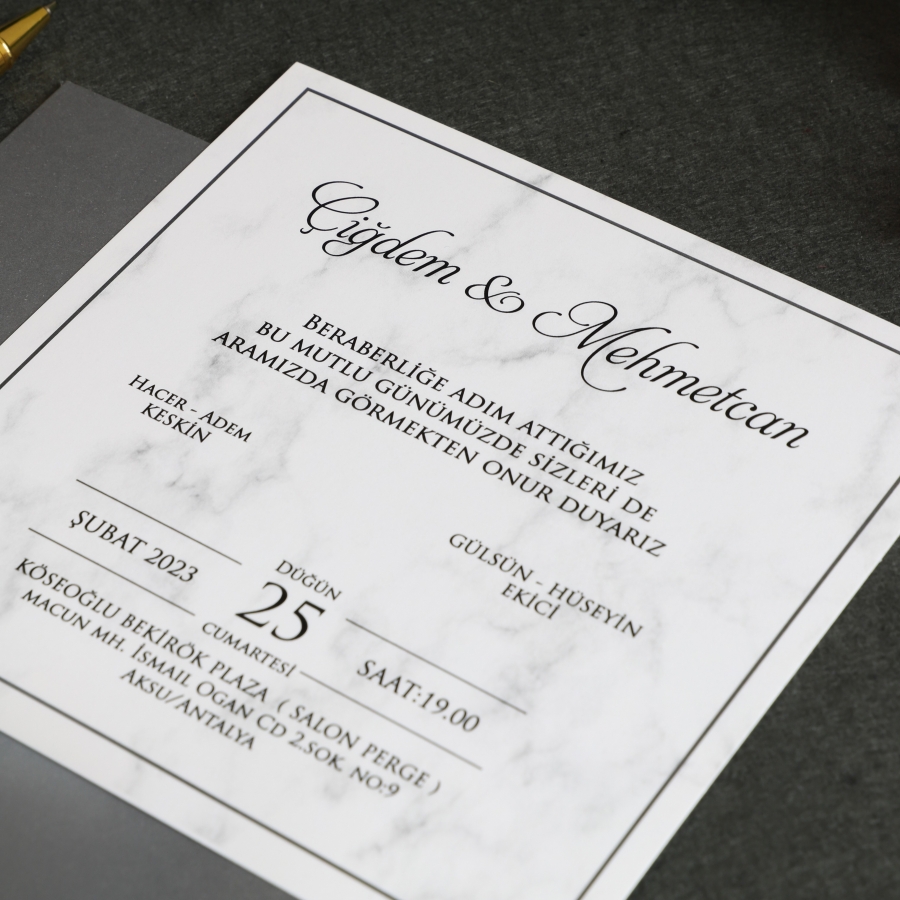 Çiğdem & Mehmetcan
BERABERLİĞE ADIM ATTIĞIMIZ
BU MUTLU GÜNÜMÜZDE SİZLERİ DE
ARAMIZDA GÖRMEKTEN ONUR DUYARIZ
HACER - ADEM
KESKİN
GÜLSÜN - HÜSEYİN
EKİCİ
ŞUBAT 2023
DÜĞÜN
25
CUMARTESİ
SAAT:19.00
KÖSEOĞLU BEKİRÖK PLAZA ( SALON PERGE )
MACUN MH. İSMAİL OGAN CD 2.SOK. NO:9
AKSU//ANTALYA